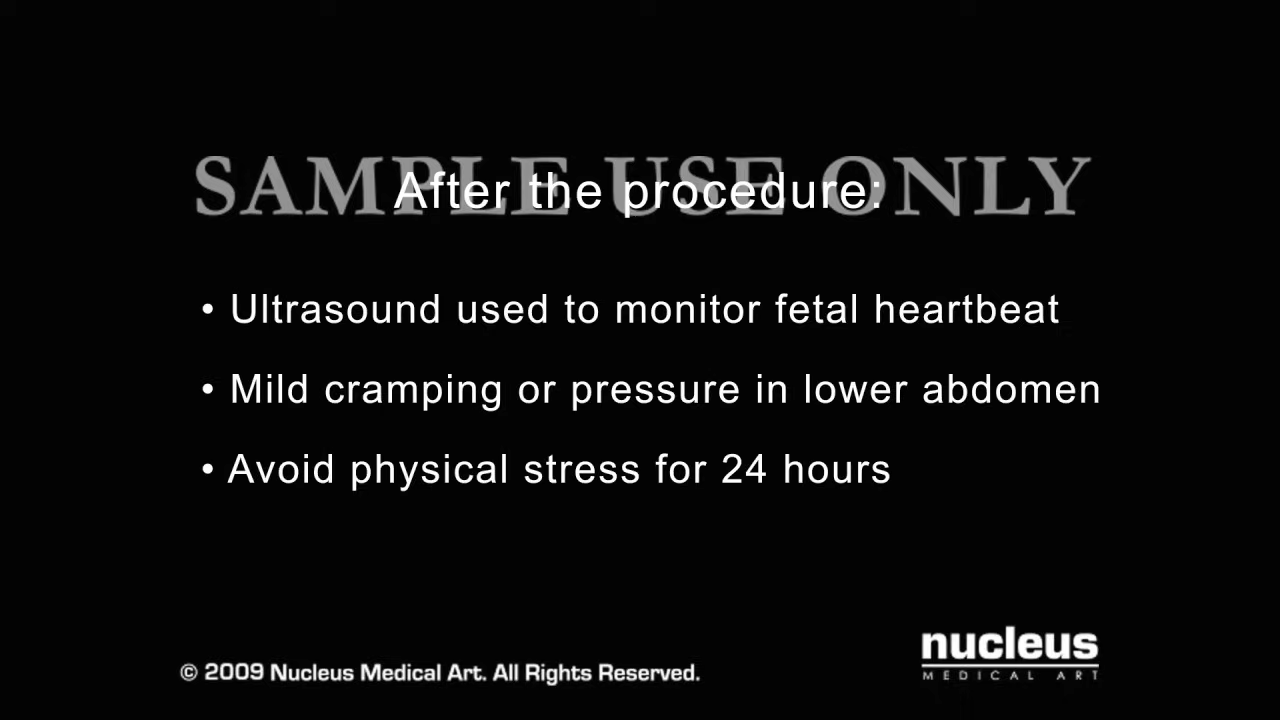 SAMPLE USE ONLY
After the procedure:
• Ultrasound used to monitor fetal heartbeat
• Mild cramping or pressure in lower abdomen
• Avoid physical stress for 24 hours
© 2009 Nucleus Medical Art. All Rights Reserved.
nucleus
MEDICAL ART